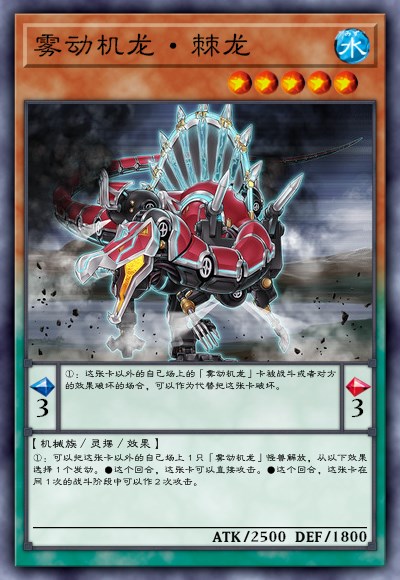 雾动机龙·棘龙
水
①：这张卡以外的自己场上的「雾动机龙」卡被战斗或者对方
的效果破坏的场合，可以作为代替把这张卡破坏。
3
3
【机械族／灵摆／效果】
①：可以把这张卡以外的自己场上1只「雾动机龙」怪兽解放，从以下效果
选择1个发动。●这个回合，这张卡可以直接攻击。●这个回合，这张卡在
同1次的战斗阶段中可以作2次攻击。
ATK/2500 DEF/1800